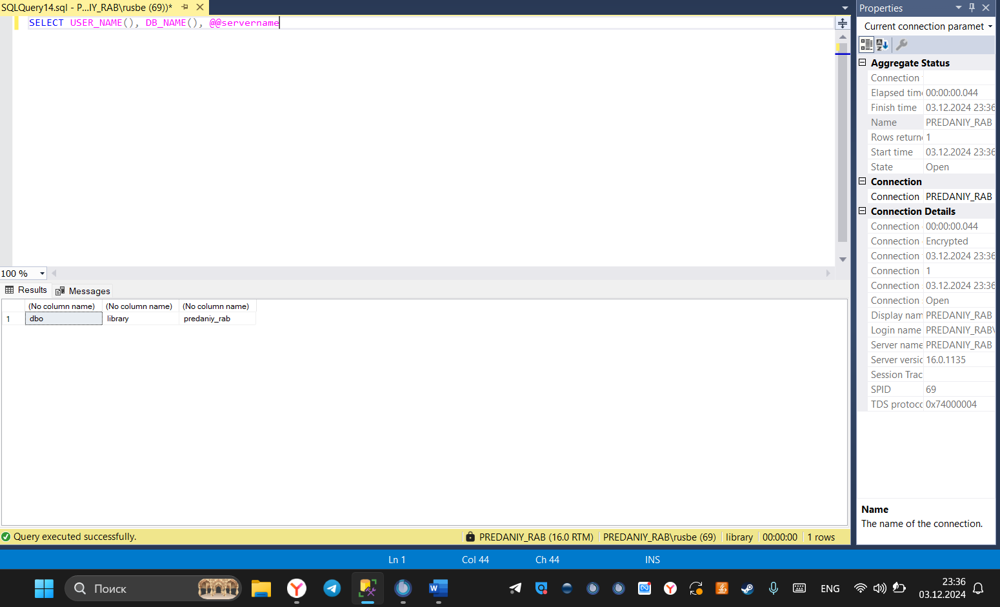 SQLQuery14.sql - P...IY_RAB\rusbe (69))*
SELECT USER_NAME(), DB_NAME(), @@servername
100 %
Results
Messages
(No column name) (No column name) (No column name)
1 dbo library predaniy_rab
Query executed successfully.
PREDANIY_RAB (16.0 RTM) PREDANIY_RAB\rusbe (69) library 00:00:00 1 rows
Properties
Current connection paramet
Aggregate Status
Connection
Elapsed tim 00:00:00.044
Finish time 03.12.2024 23:36
Name PREDANIY_RAB
Rows return 1
Start time 03.12.2024 23:36
State Open
Connection
Connection PREDANIY_RAB
Connection Details
Connection 00:00:00.044
Connection Encrypted
Connection 03.12.2024 23:36
Connection 1
Connection 03.12.2024 23:36
Connection Open
Display nam PREDANIY_RAB
Login name PREDANIY_RAB\
Server name PREDANIY_RAB
Server versic 16.0.1135
Session Trac
SPID 69
TDS protoco 0x74000004
Name
The name of the connection.
Ln 1 Col 44 Ch 44 INS
Поиск
ENG
23:36
03.12.2024